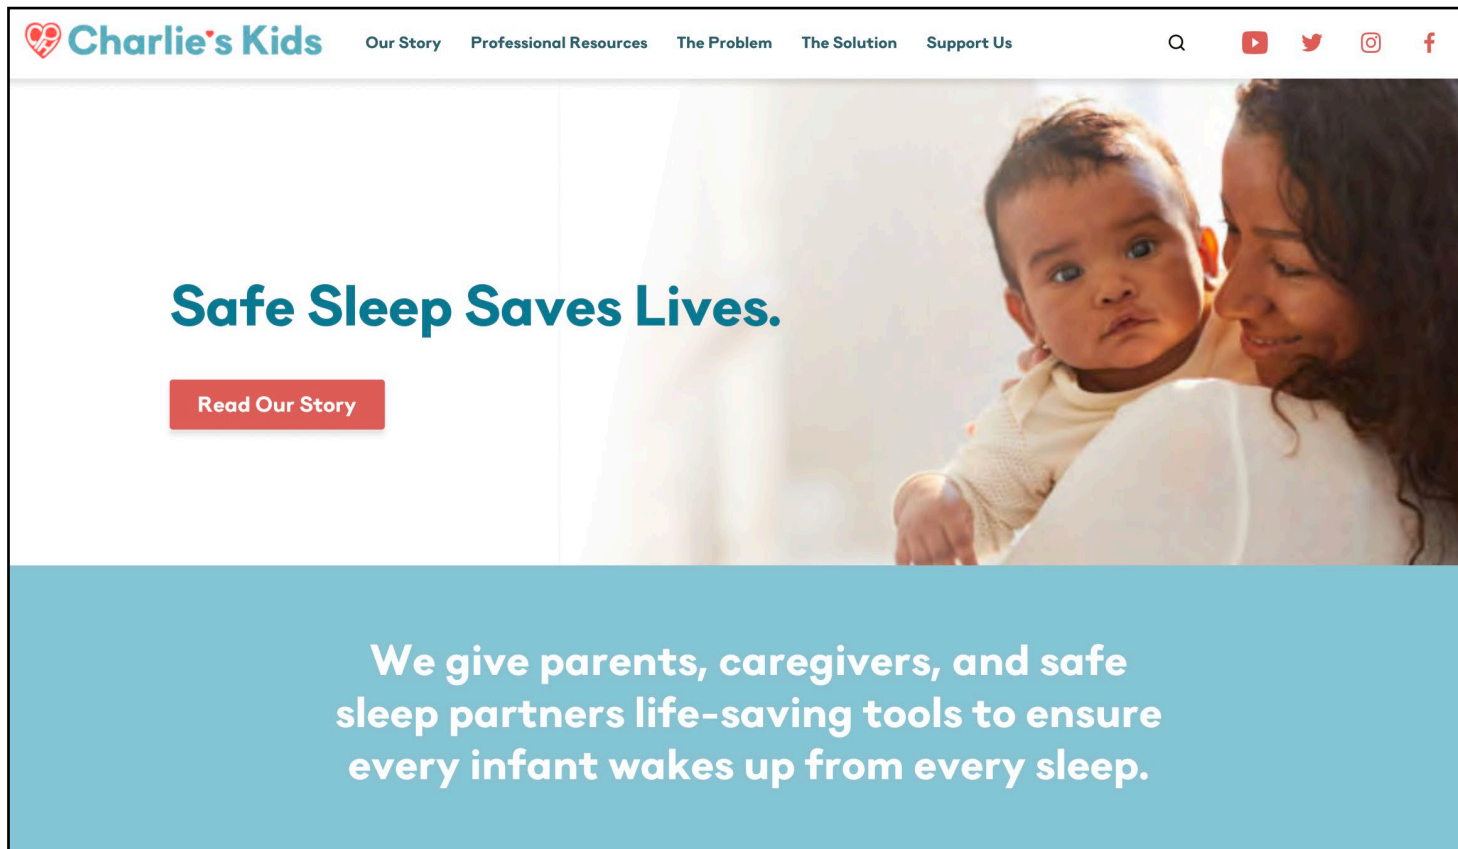 Charlie's Kids
Our Story Professional Resources The Problem The Solution Support Us
Safe Sleep Saves Lives.
Read Our Story
We give parents, caregivers, and safe
sleep partners life-saving tools to ensure
every infant wakes up from every sleep.